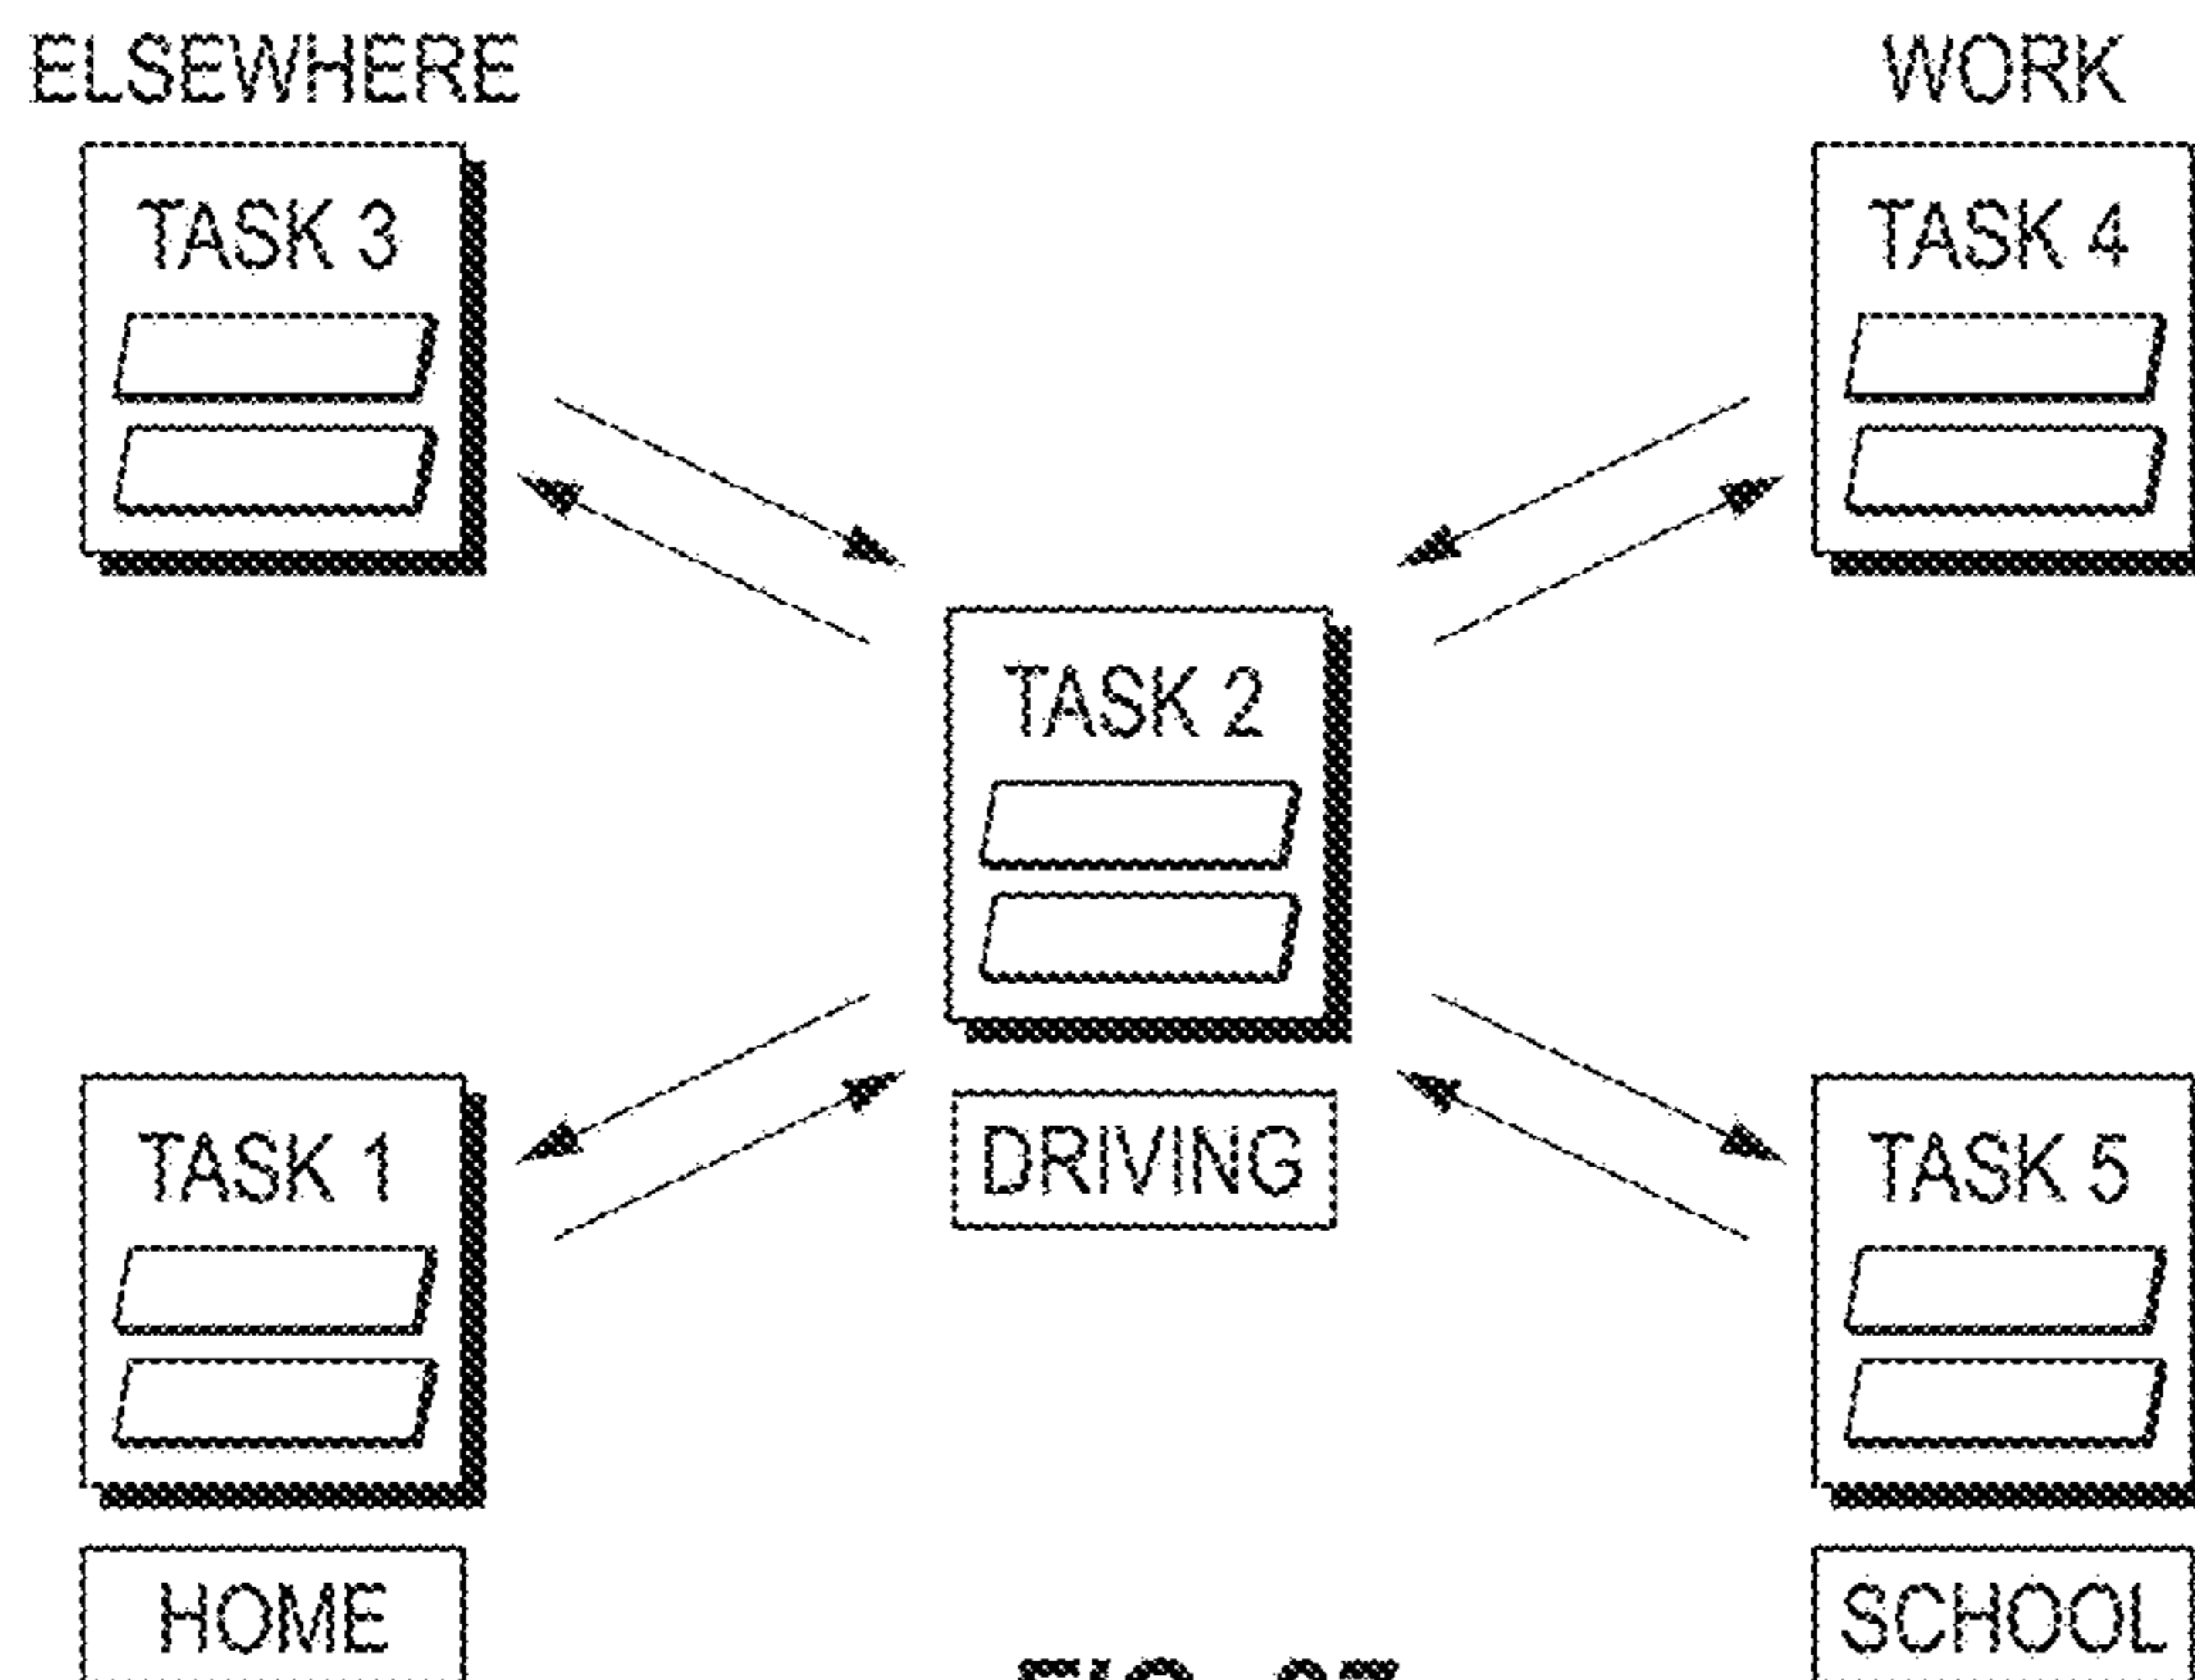 ELSEWHERE
WORK
TASK 3
TASK 4
TASK 2
TASK 1
DRIVING
TASK 5
HOME
SCHOOL